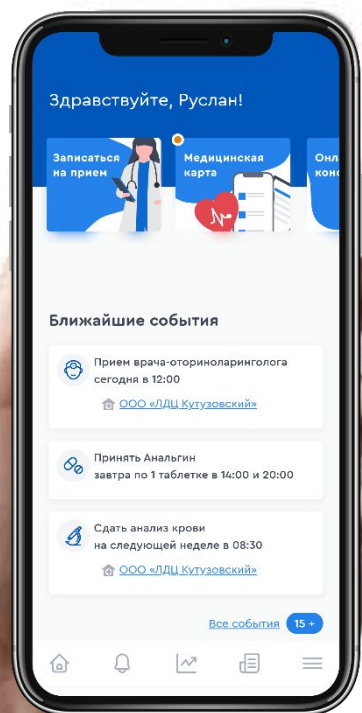 Здравствуйте, Руслан!
Записаться
на прием
Медицинская
карта
Ближайшие события
Прием врача-оториноларинголога
сегодня в 12:00
ООО «ЛДЦ Кутузовский»
Принять Анальгин
завтра по 1 таблетке в 14:00 и 20:00
Сдать анализ крови
на следующей неделе в 08:30
ООО «ЛДЦ Кутузовский»
Все события 15 +